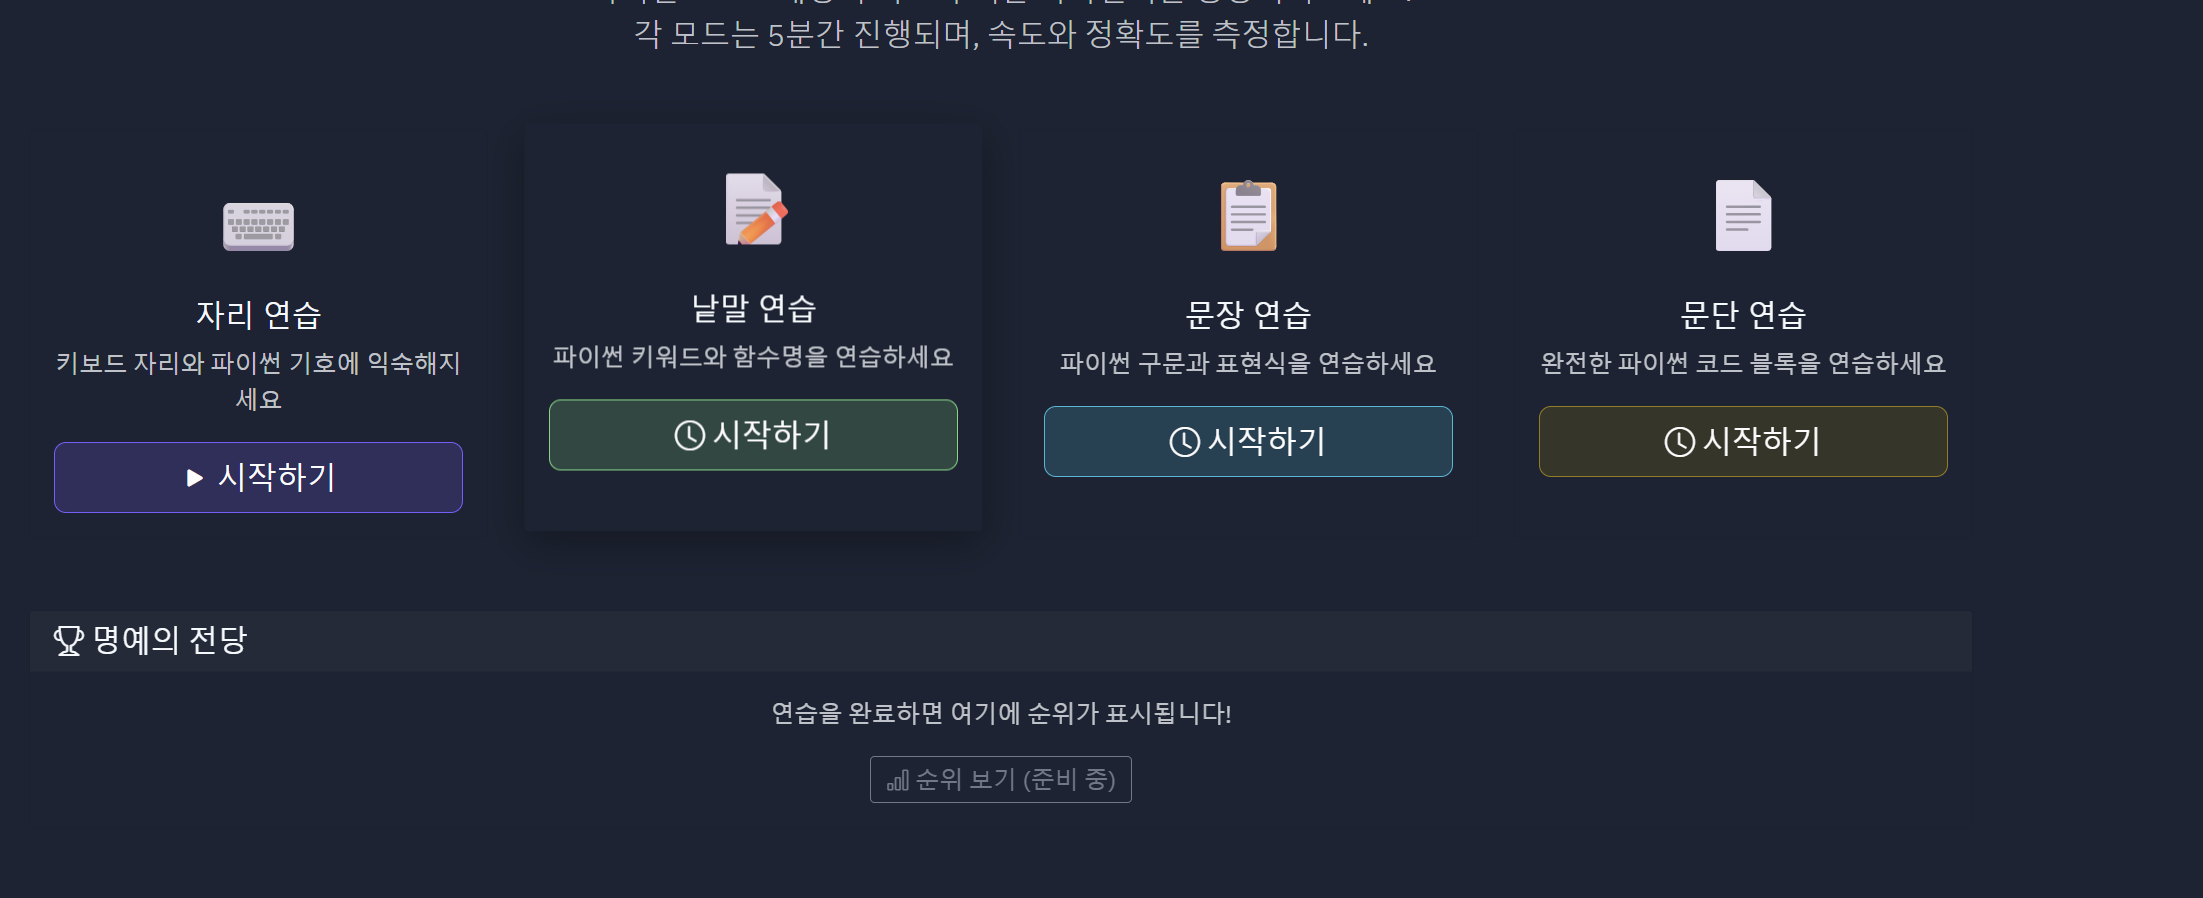 각 모드는 5분간 진행되며, 속도와 정확도를 측정합니다.
자리 연습
키보드 자리와 파이썬 기호에 익숙해지
세요
시작하기
낱말 연습
파이썬 키워드와 함수명을 연습하세요
시작하기
문장 연습
파이썬 구문과 표현식을 연습하세요
시작하기
문단 연습
완전한 파이썬 코드 블록을 연습하세요
시작하기
명예의 전당
연습을 완료하면 여기에 순위가 표시됩니다!
순위 보기 (준비 중)